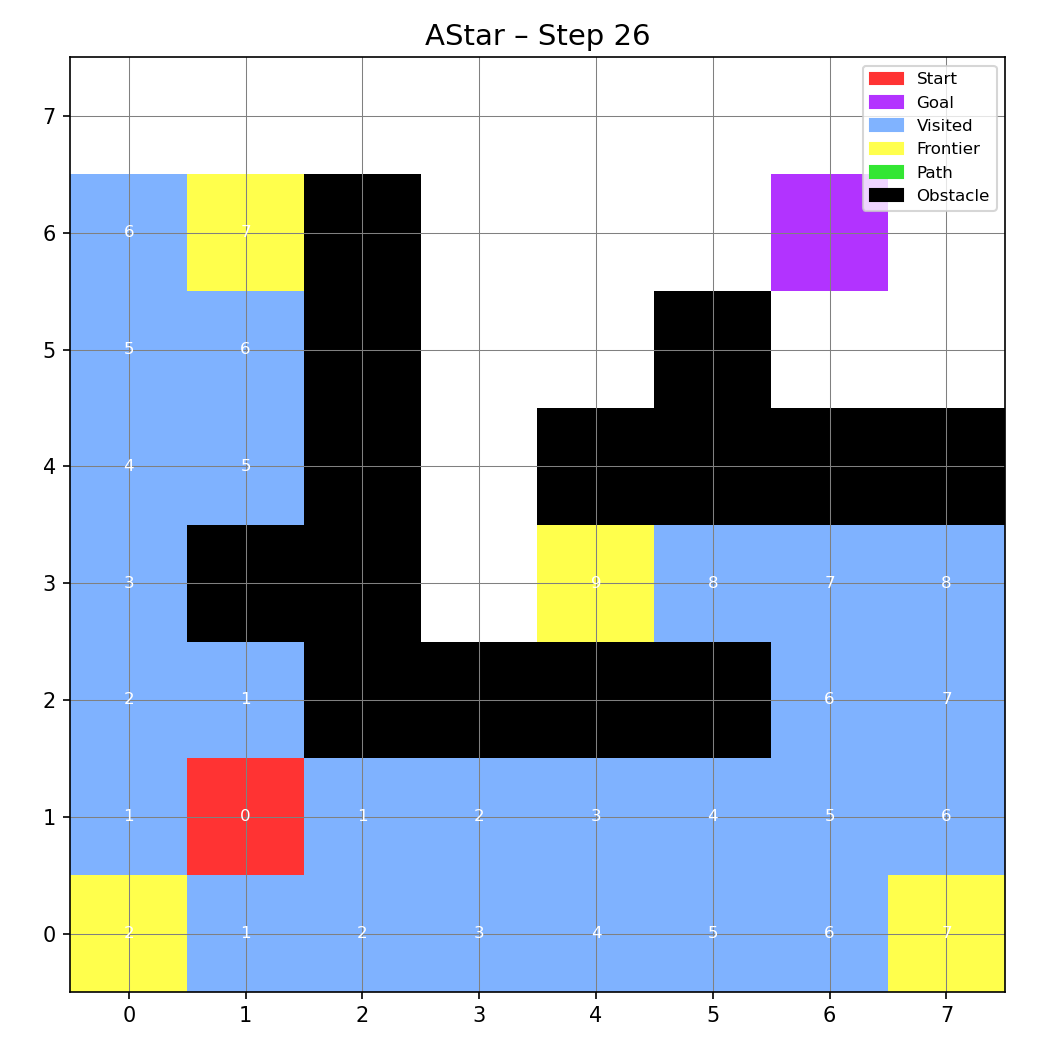 AStar – Step 26
Start
Goal
Visited
Frontier
Path
Obstacle
7
6 6 7
5 5 6
4 4 5
3 3 9 8 7 8
2 2 1 6 7
1 1 0 1 2 3 4 5 6
0 2 1 2 3 4 5 6 7
0 1 2 3 4 5 6 7